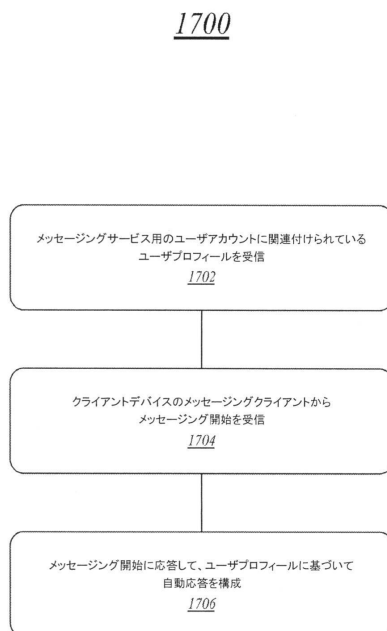 1700
メッセージングサービス用のユーザアカウントに関連付けられている
ユーザプロフィールを受信
1702
クライアントデバイスのメッセージングクライアントから
メッセージング開始を受信
1704
メッセージング開始に応答して、ユーザプロフィールに基づいて
自動応答を構成
1706